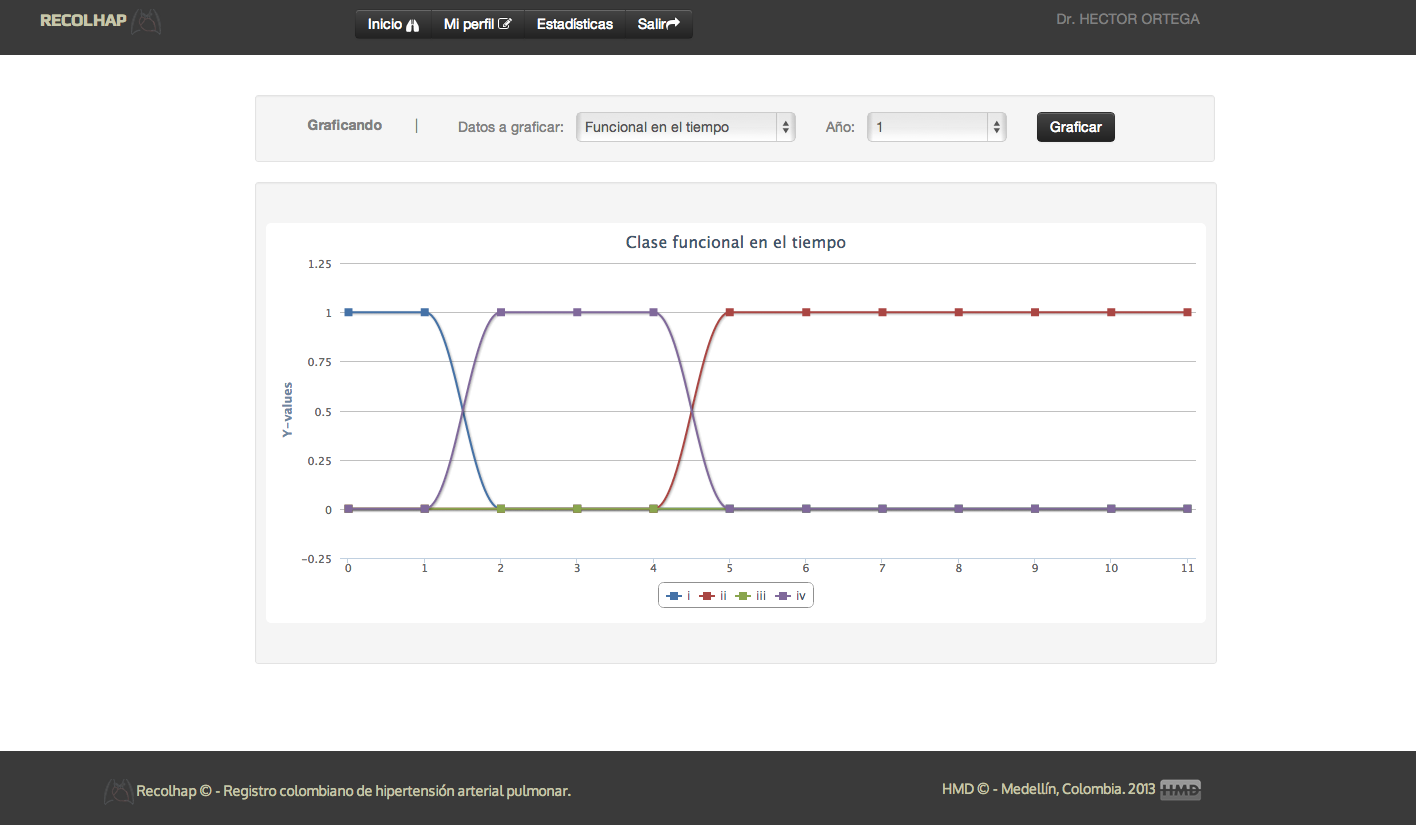 RECOLHAP
Inicio Mi perfil Estadísticas Salir
Dr. HECTOR ORTEGA
Graficando | Datos a graficar: Funcional en el tiempo Año: 1 Graficar
Clase funcional en el tiempo
1.25
1
0.75
0.5
0.25
0
-0.25
Y-values
0 1 2 3 4 5 6 7 8 9 10 11
i ii iii iv
Recolhap © - Registro colombiano de hipertensión arterial pulmonar.
HMD © - Medellín, Colombia. 2013 HMD